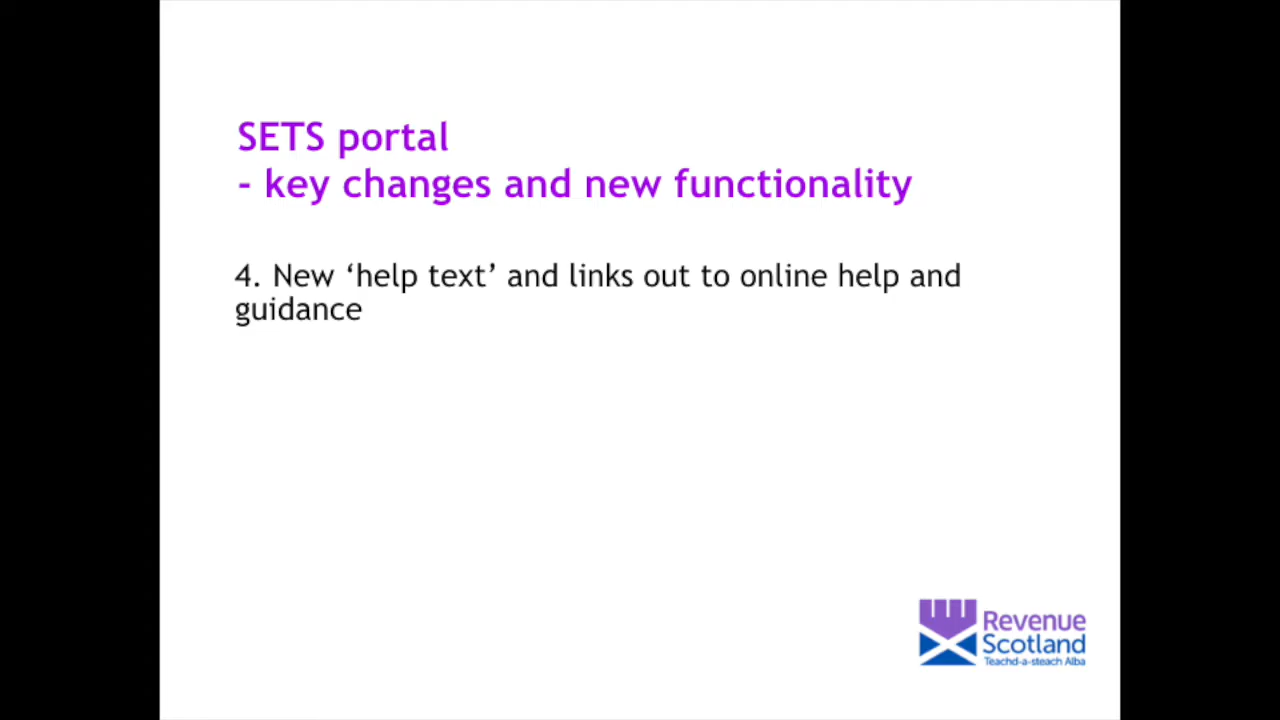 SETS portal
- key changes and new functionality
4. New ‘help text’ and links out to online help and
guidance
Revenue
Scotland
Teachd-a-steach Alba